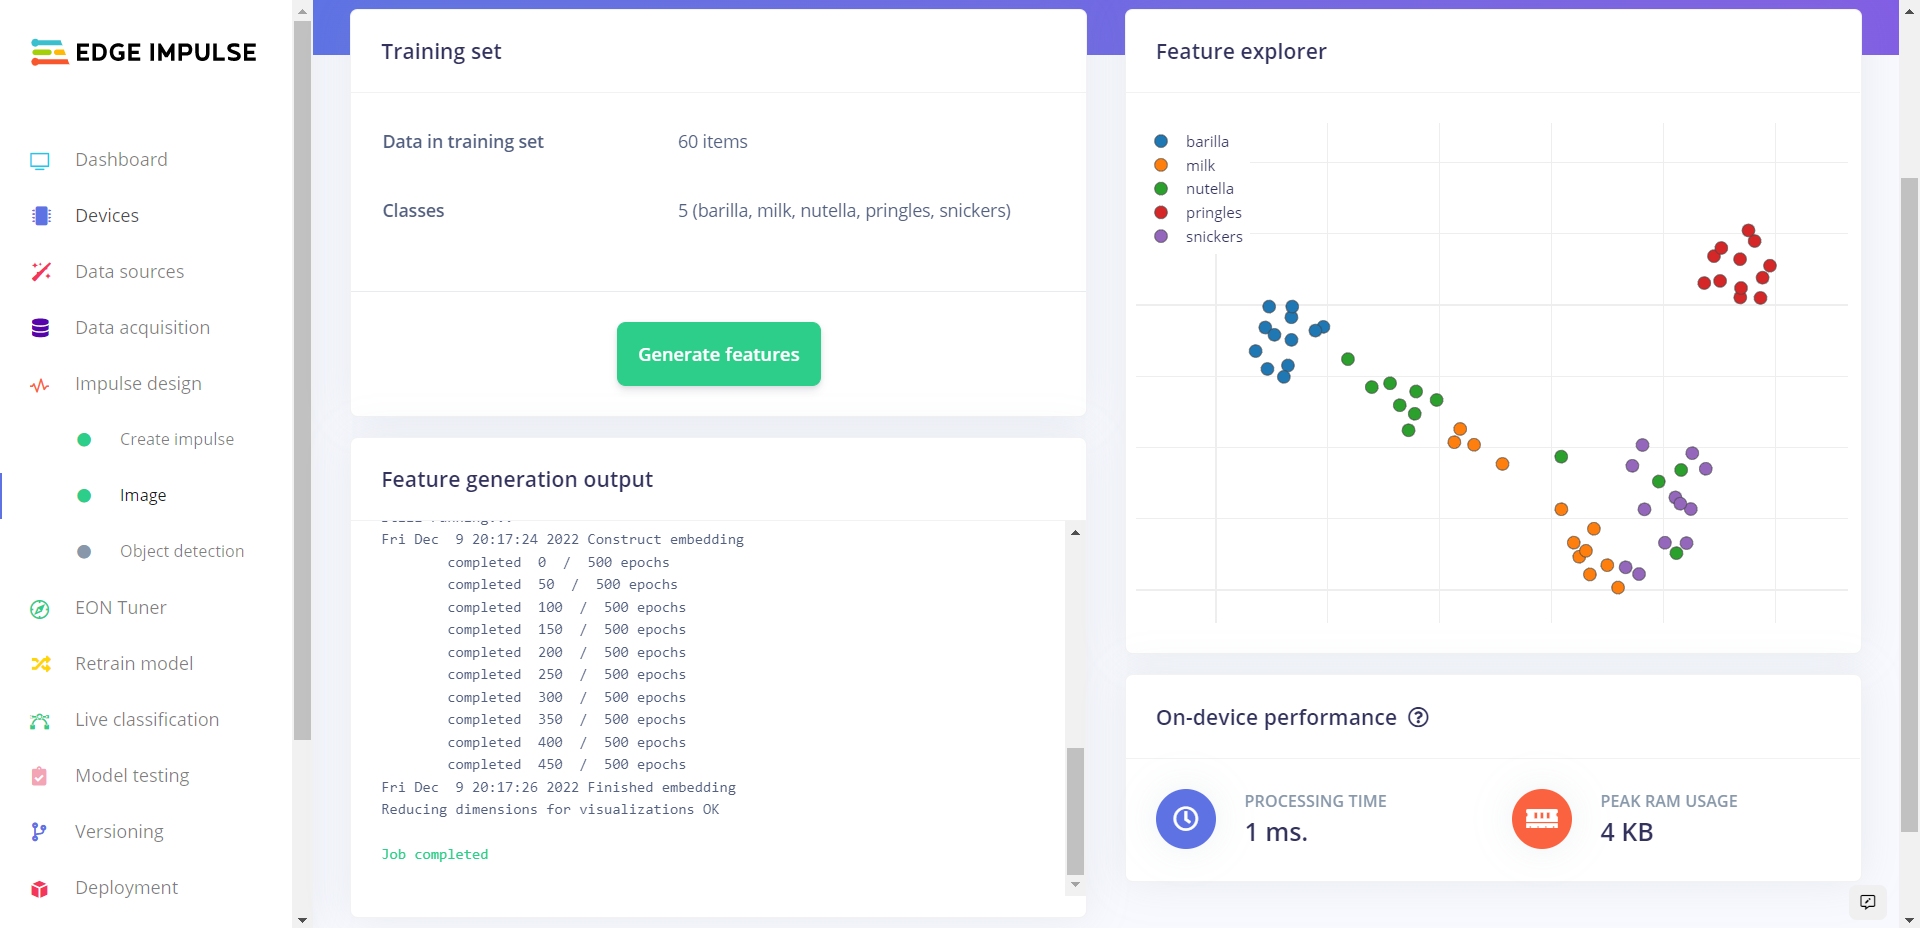 EDGE IMPULSE
Dashboard
Devices
Data sources
Data acquisition
Impulse design
Create impulse
Image
Object detection
EON Tuner
Retrain model
Live classification
Model testing
Versioning
Deployment
Training set
Data in training set 60 items
Classes 5 (barilla, milk, nutella, pringles, snickers)
Generate features
Feature generation output
Still running...
Fri Dec  9 20:17:24 2022 Construct embedding
completed  0  /  500 epochs
completed  50  /  500 epochs
completed  100  /  500 epochs
completed  150  /  500 epochs
completed  200  /  500 epochs
completed  250  /  500 epochs
completed  300  /  500 epochs
completed  350  /  500 epochs
completed  400  /  500 epochs
completed  450  /  500 epochs
Fri Dec  9 20:17:26 2022 Finished embedding
Reducing dimensions for visualizations OK
Job completed
Feature explorer
barilla
milk
nutella
pringles
snickers
On-device performance ?
PROCESSING TIME
1 ms.
PEAK RAM USAGE
4 KB